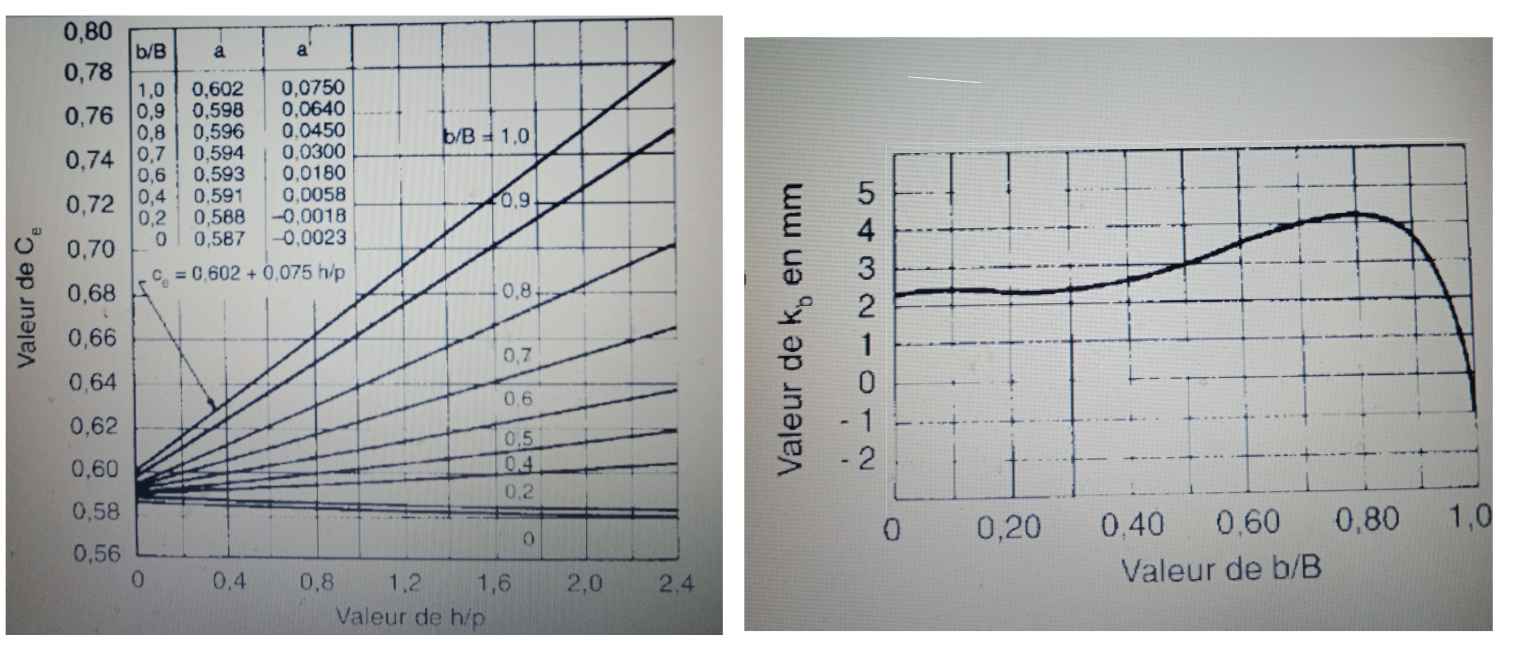 0,80
0,78
0,76
0,74
0,72
0,70
0,68
0,66
0,64
0,62
0,60
0,58
0,56
Valeur de Ce
b/B a a'
1,0 0,602 0,0750
0,9 0,598 0,0640
0,8 0,596 0,0450
0,7 0,594 0,0300
0,6 0,593 0,0180
0,4 0,591 0,0058
0,2 0,588 –0,0018
0 0,587 –0,0023
ce = 0,602 + 0,075 h/p
b/B = 1,0
0,9
0,8
0,7
0,6
0,5
0,4
0,2
0
0 0,4 0,8 1,2 1,6 2,0 2,4
Valeur de h/p
Valeur de kb en mm
5
4
3
2
1
0
- 1
- 2
0 0,20 0,40 0,60 0,80 1,0
Valeur de b/B